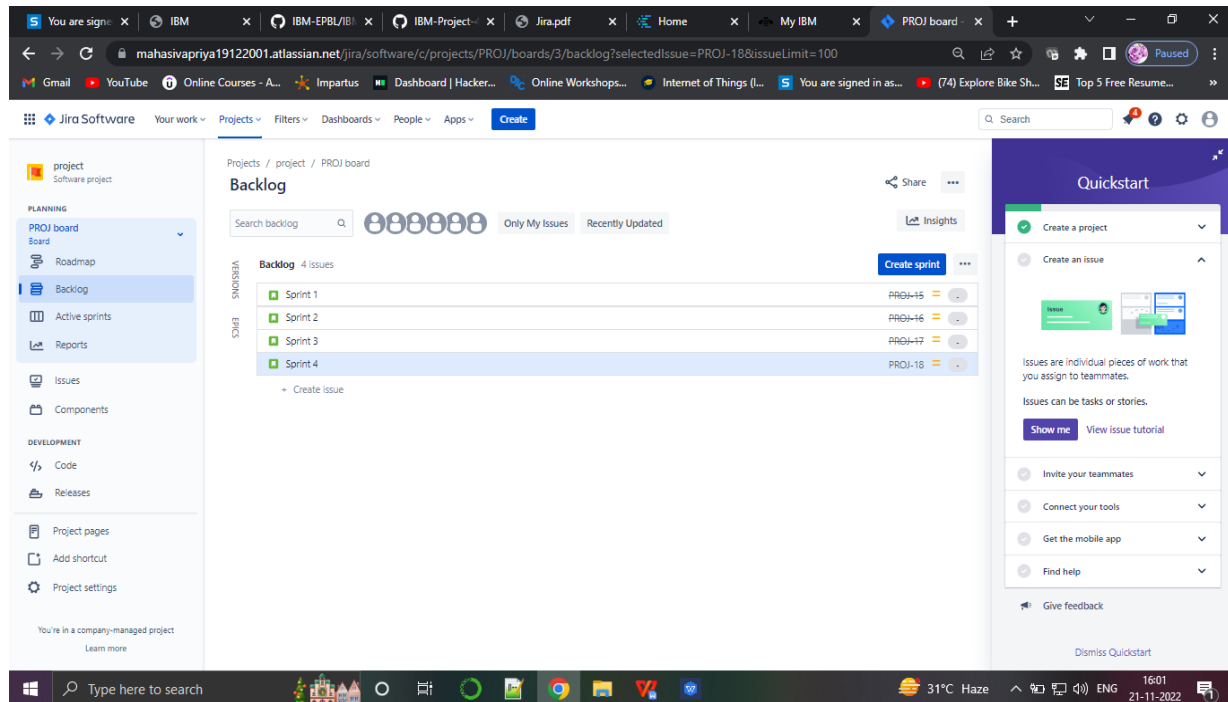 You are signe
IBM
IBM-EPBL/IB
IBM-Project-
Jira.pdf
Home
My IBM
PROJ board -
mahasivapriya19122001.atlassian.net/jira/software/c/projects/PROJ/boards/3/backlog?selectedIssue=PROJ-18&issueLimit=100
Paused
Gmail YouTube Online Courses - A... Impartus Dashboard | Hacker... Online Workshops... Internet of Things (I... You are signed in as... (74) Explore Bike Sh... Top 5 Free Resume...
Jira Software Your work Projects Filters Dashboards People Apps Create Search 4
project
Software project
PLANNING
PROJ board
Board
Roadmap
Backlog
Active sprints
Reports
Issues
Components
DEVELOPMENT
Code
Releases
Project pages
Add shortcut
Project settings
You're in a company-managed project
Learn more
Projects / project / PROJ board
Backlog
Share
Search backlog
Only My Issues Recently Updated
Insights
VERSIONS
EPICS
Backlog 4 issues
Create sprint
Sprint 1 PROJ-15 -
Sprint 2 PROJ-16 -
Sprint 3 PROJ-17 -
Sprint 4 PROJ-18 -
+ Create issue
Quickstart
Create a project
Create an issue
Issue
Issues are individual pieces of work that
you assign to teammates.
Issues can be tasks or stories.
Show me View issue tutorial
Invite your teammates
Connect your tools
Get the mobile app
Find help
Give feedback
Dismiss Quickstart
Type here to search
31°C Haze
ENG
16:01
21-11-2022
1